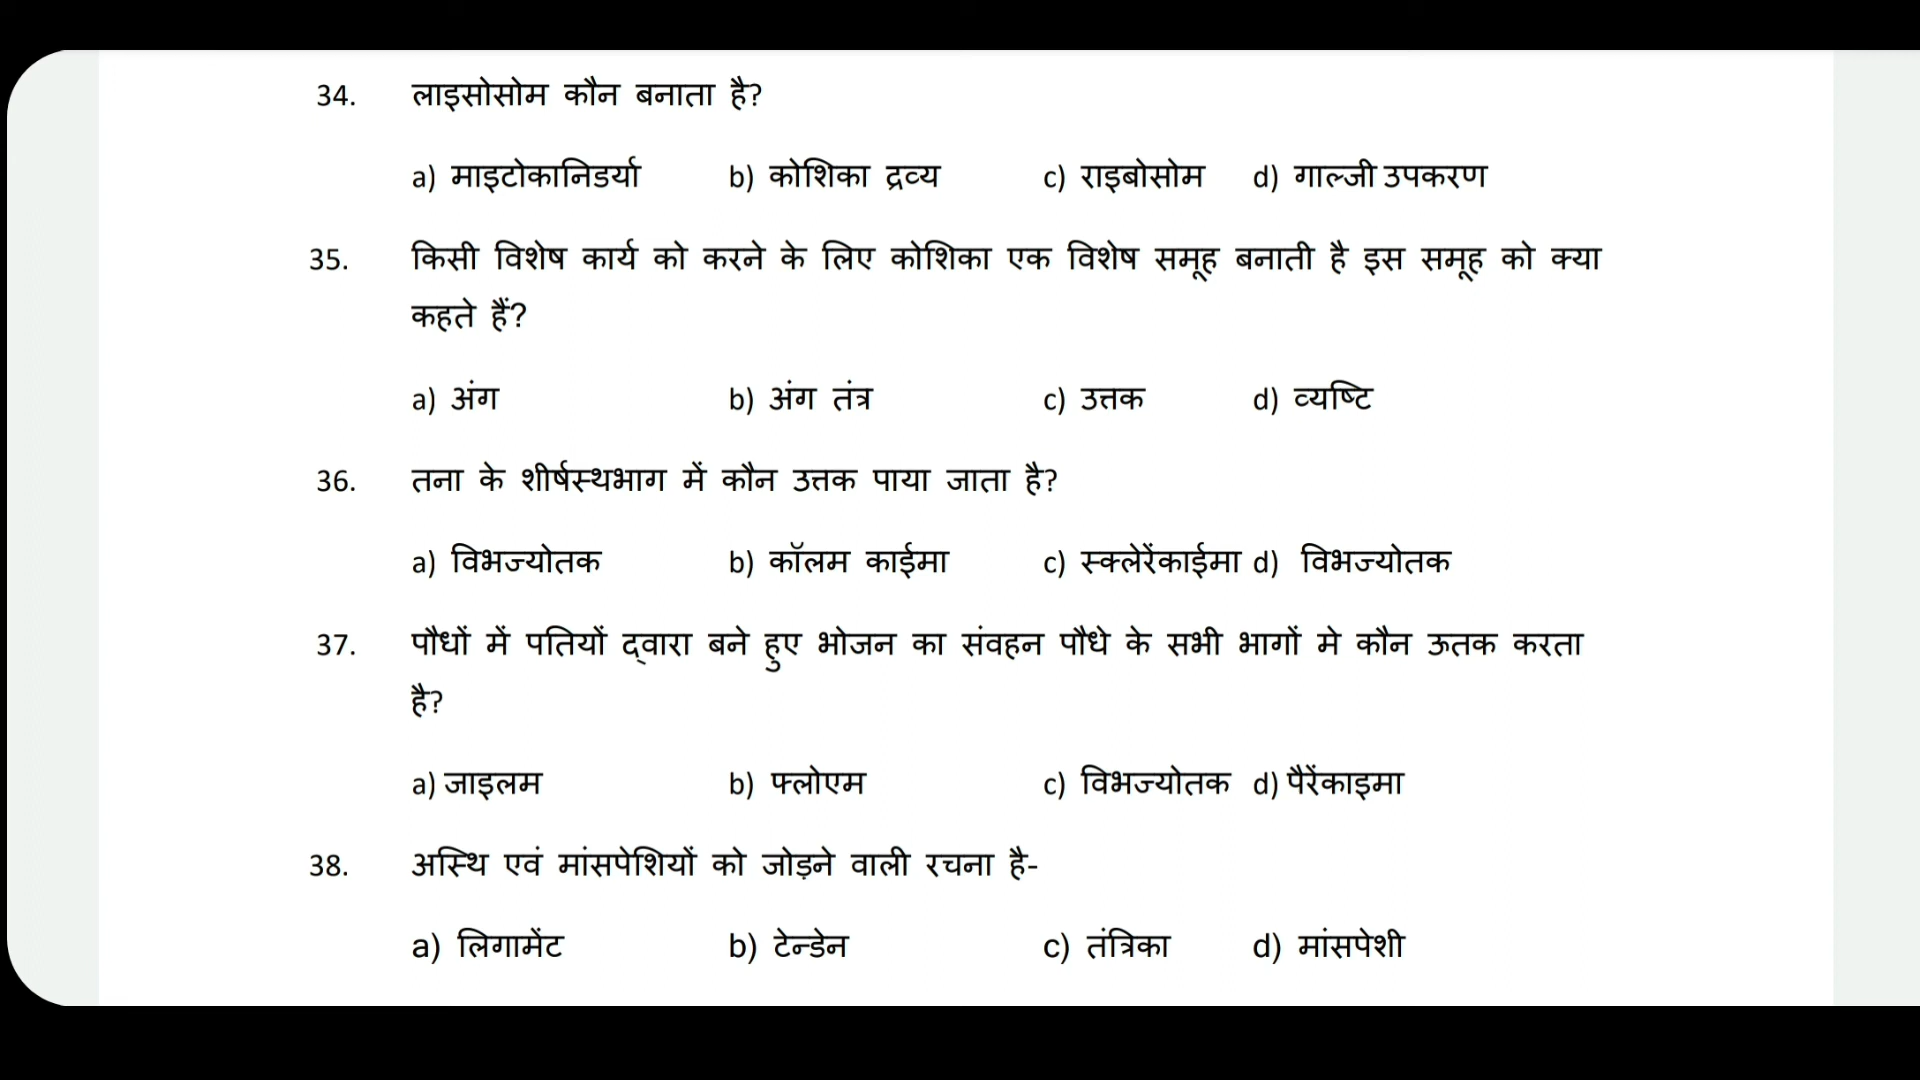 34. लाइसोसोम कौन बनाता है?
a) माइटोकानिडर्या b) कोशिका द्रव्य c) राइबोसोम d) गाल्जी उपकरण
35. किसी विशेष कार्य को करने के लिए कोशिका एक विशेष समूह बनाती है इस समूह को क्या
कहते हैं?
a) अंग b) अंग तंत्र c) उत्तक d) व्यष्टि
36. तना के शीर्षस्थभाग में कौन उत्तक पाया जाता है?
a) विभज्योतक b) कॉलम काईमा c) स्क्लेरेंकाईमा d) विभज्योतक
37. पौधों में पतियों द्वारा बने हुए भोजन का संवहन पौधे के सभी भागों मे कौन ऊतक करता
है?
a) जाइलम b) फ्लोएम c) विभज्योतक d) पैरेंकाइमा
38. अस्थि एवं मांसपेशियों को जोड़ने वाली रचना है-
a) लिगामेंट b) टेन्डेन c) तंत्रिका d) मांसपेशी